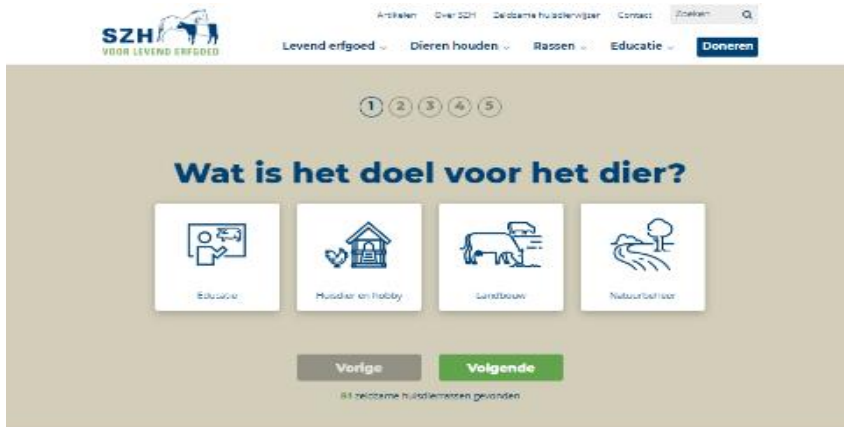 SZH
VOOR LEVEND ERFGOED
Artikelen Over SZH Zeldzame huisdierwijzer Contact Zoeken
Levend erfgoed Dieren houden Rassen Educatie Doneren
1 2 3 4 5
Wat is het doel voor het dier?
Educatie Huisdier en hobby Landbouw Natuurbeheer
Vorige Volgende
zeldzame huisdierrassen gevonden